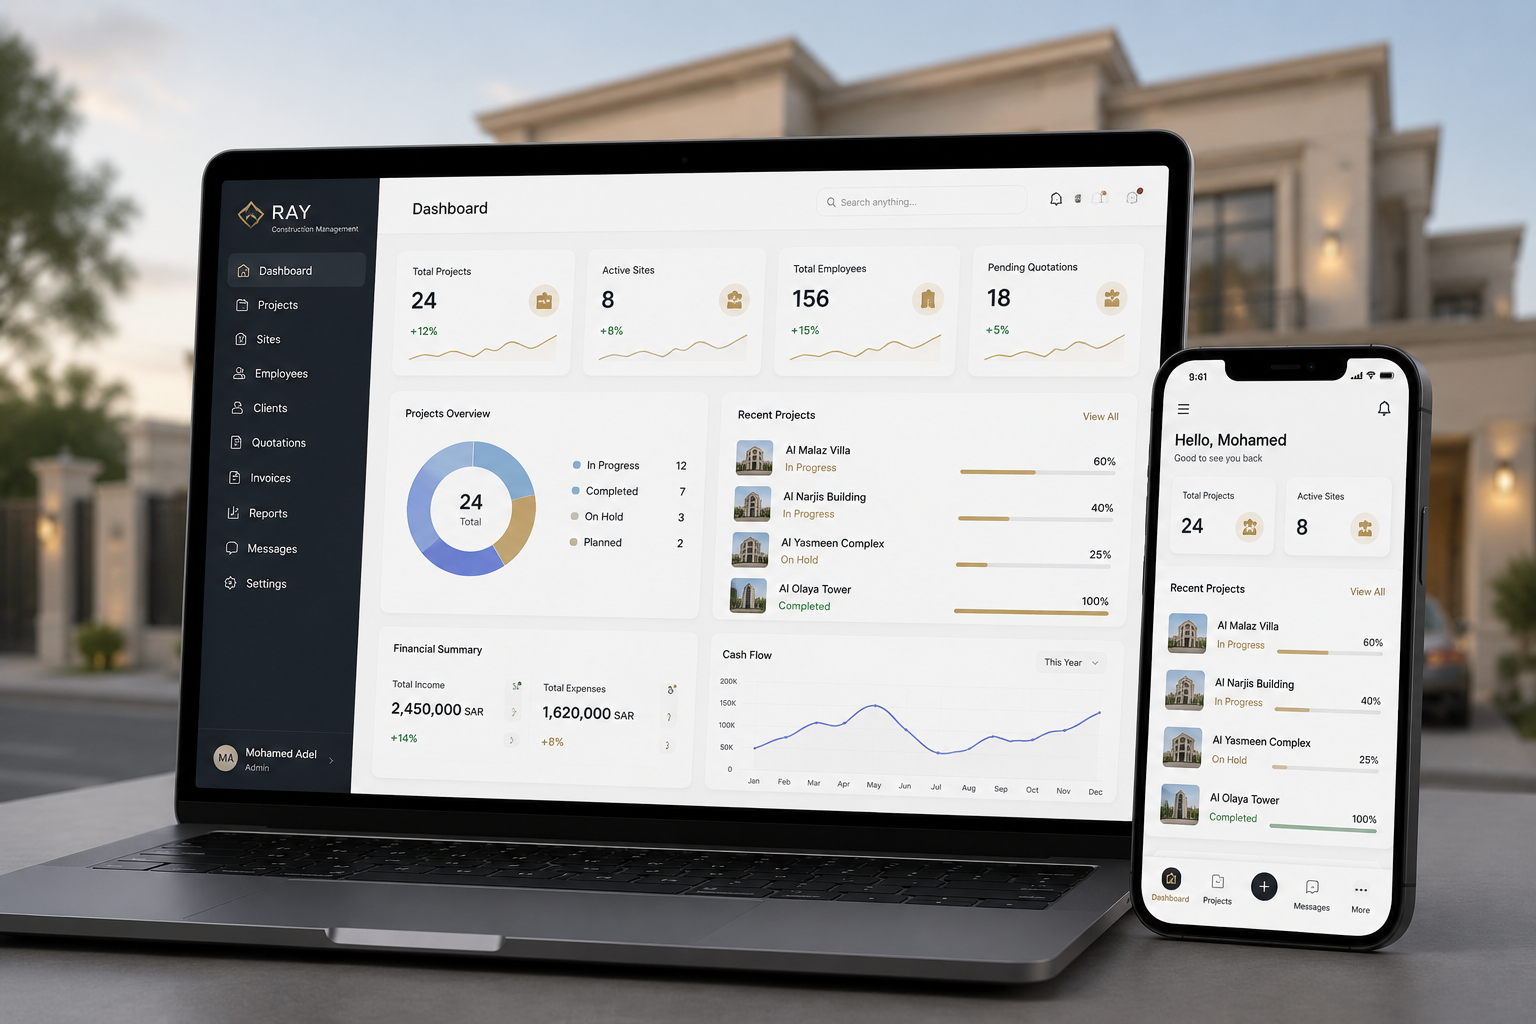 RAY
Construction Management
Dashboard
Projects
Sites
Employees
Clients
Quotations
Invoices
Reports
Messages
Settings
MA
Mohamed Adel
Admin
Dashboard
Search anything...
Total Projects
24
+12%
Active Sites
8
+8%
Total Employees
156
+15%
Pending Quotations
18
+5%
Projects Overview
24
Total
In Progress 12
Completed 7
On Hold 3
Planned 2
Recent Projects View All
Al Malaz Villa
In Progress 60%
Al Narjis Building
In Progress 40%
Al Yasmeen Complex
On Hold 25%
Al Olaya Tower
Completed 100%
Financial Summary
Total Income
2,450,000 SAR
+14%
Total Expenses
1,620,000 SAR
+8%
Cash Flow This Year
200K
150K
100K
50K
0
Jan Feb Mar Apr May Jun Jul Aug Sep Oct Nov Dec
9:61
Hello, Mohamed
Good to see you back
Total Projects
24
Active Sites
8
Recent Projects View All
Al Malaz Villa
In Progress 60%
Al Narjis Building
In Progress 40%
Al Yasmeen Complex
On Hold 25%
Al Olaya Tower
Completed 100%
Dashboard Projects Messages More